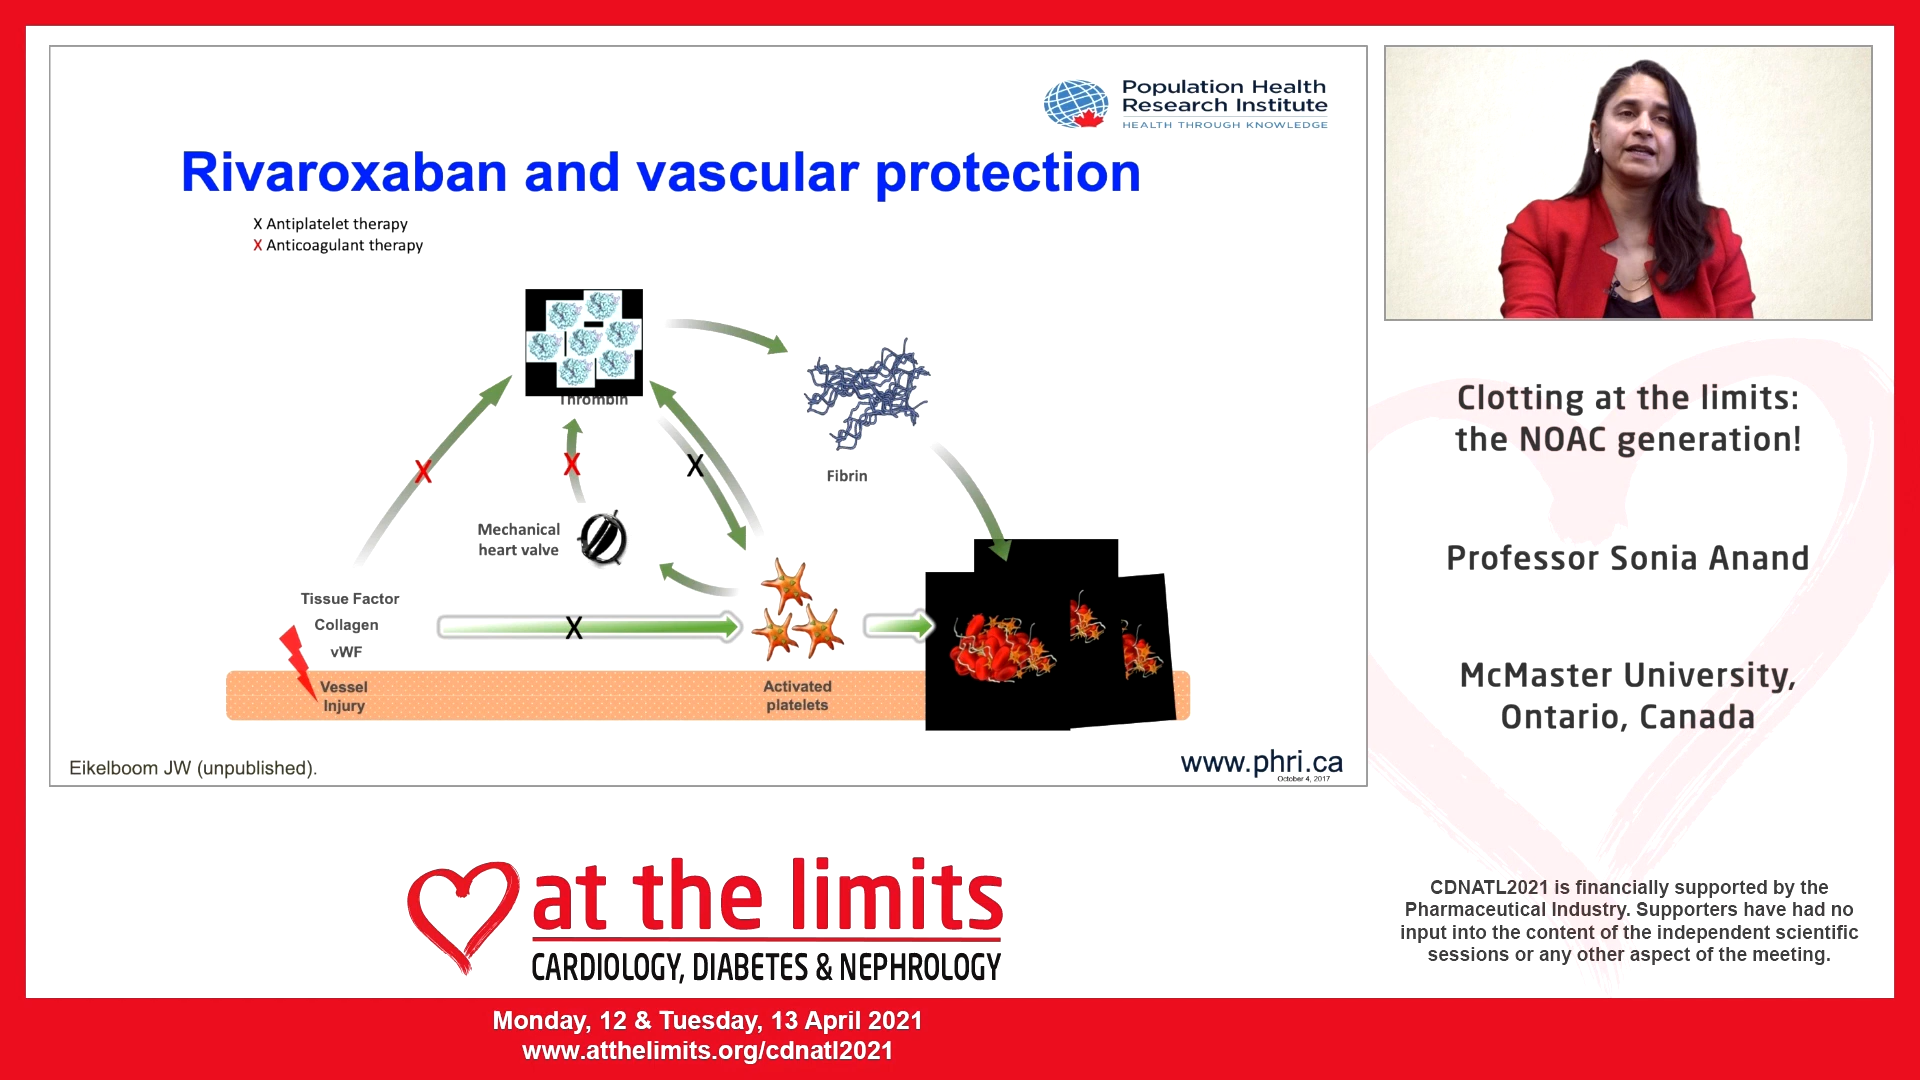 Population Health
Research Institute
HEALTH THROUGH KNOWLEDGE
Rivaroxaban and vascular protection
X Antiplatelet therapy
X Anticoagulant therapy
Thrombin
X
X
X
Fibrin
Mechanical
heart valve
Tissue Factor
Collagen
vWF
X
Vessel
Injury
Activated
platelets
Eikelboom JW (unpublished).
www.phri.ca
October 4, 2017
Clotting at the limits:
the NOAC generation!
Professor Sonia Anand
McMaster University,
Ontario, Canada
CDNATL2021 is financially supported by the
Pharmaceutical Industry. Supporters have had no
input into the content of the independent scientific
sessions or any other aspect of the meeting.
at the limits
CARDIOLOGY, DIABETES & NEPHROLOGY
Monday, 12 & Tuesday, 13 April 2021
www.atthelimits.org/cdnatl2021